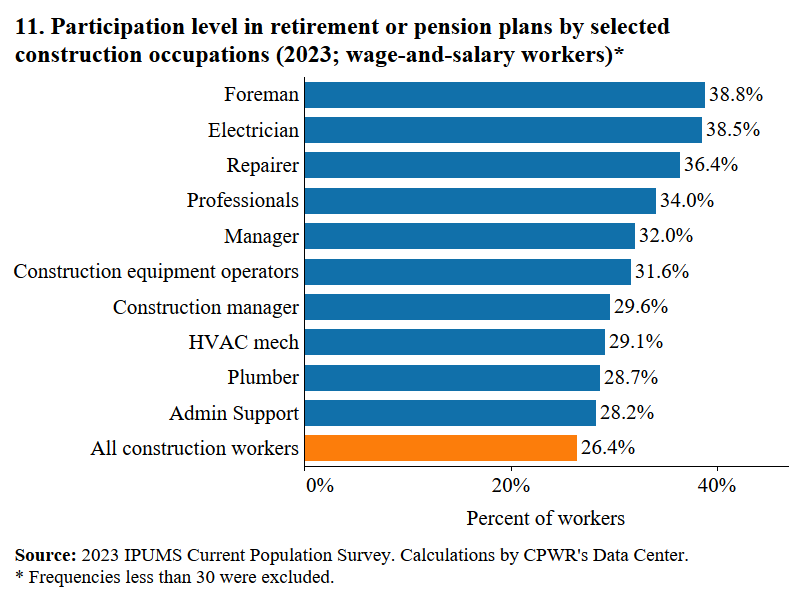 11. Participation level in retirement or pension plans by selected
construction occupations (2023; wage-and-salary workers)*
Foreman 38.8%
Electrician 38.5%
Repairer 36.4%
Professionals 34.0%
Manager 32.0%
Construction equipment operators 31.6%
Construction manager 29.6%
HVAC mech 29.1%
Plumber 28.7%
Admin Support 28.2%
All construction workers 26.4%
0% 20% 40%
Percent of workers
Source: 2023 IPUMS Current Population Survey. Calculations by CPWR's Data Center.
* Frequencies less than 30 were excluded.